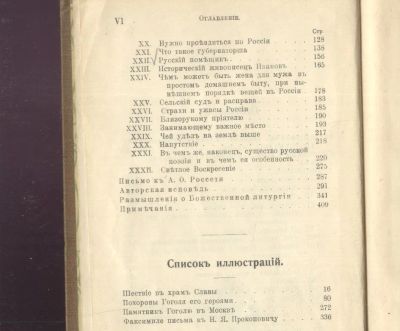 VI
Оглавленіе.
Стр.
XX. Нужно проѣздиться по Россіи 128
XXI. Что такое губернаторша 138
XXII. Русскій помѣщикъ. 156
XXIII. Историческій живописецъ Ивановъ 165
XXIV. Чѣмъ можетъ быть жена для мужа въ
простомъ домашнемъ быту, при ны-
нѣшнемъ порядкѣ вещей въ Россіи 178
XXV. Сельскій судъ и расправа 183
XXVI. Страхи и ужасы Россіи 185
XXVII. Близорукому пріятелю 190
XXVIII. Занимающему важное мѣсто 193
XXIX. Чей удѣлъ на землѣ выше 217
XXX. Напутствіе 218
XXXI. Въ чемъ же, наконецъ, существо русской
поэзіи и въ чемъ ея особенность 220
XXXII. Свѣтлое Воскресеніе 275
Письмо къ А. О. Россети 287
Авторская исповѣдь 291
Размышленія о Божественной литургіи 341
Примѣчанія 409
Списокъ иллюстрацій.
Шествіе въ храмъ Славы 16
Похороны Гоголя его героями 80
Памятникъ Гоголю въ Москвѣ 272
Факсимиле письма къ Н. Я. Прокоповичу 336